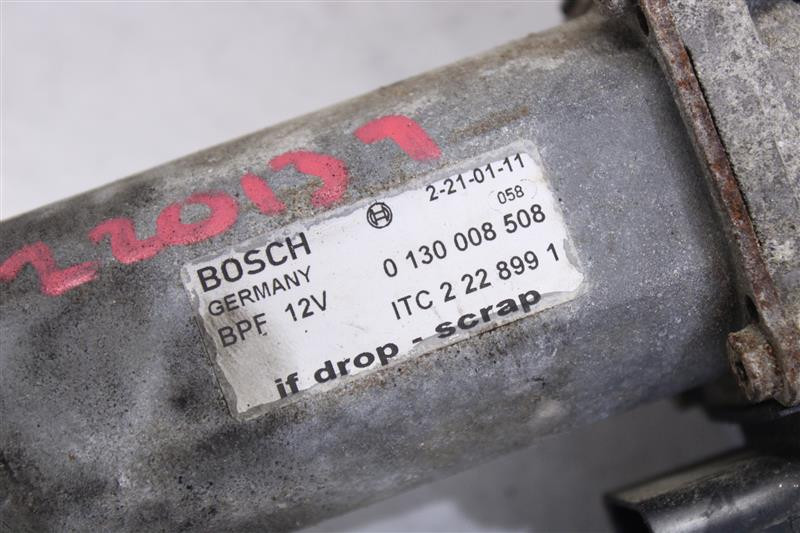 220137
2-21-01-11
058
BOSCH
0 130 008 508
GERMANY
BPF 12V
ITC 2 22 899 1
if drop - scrap